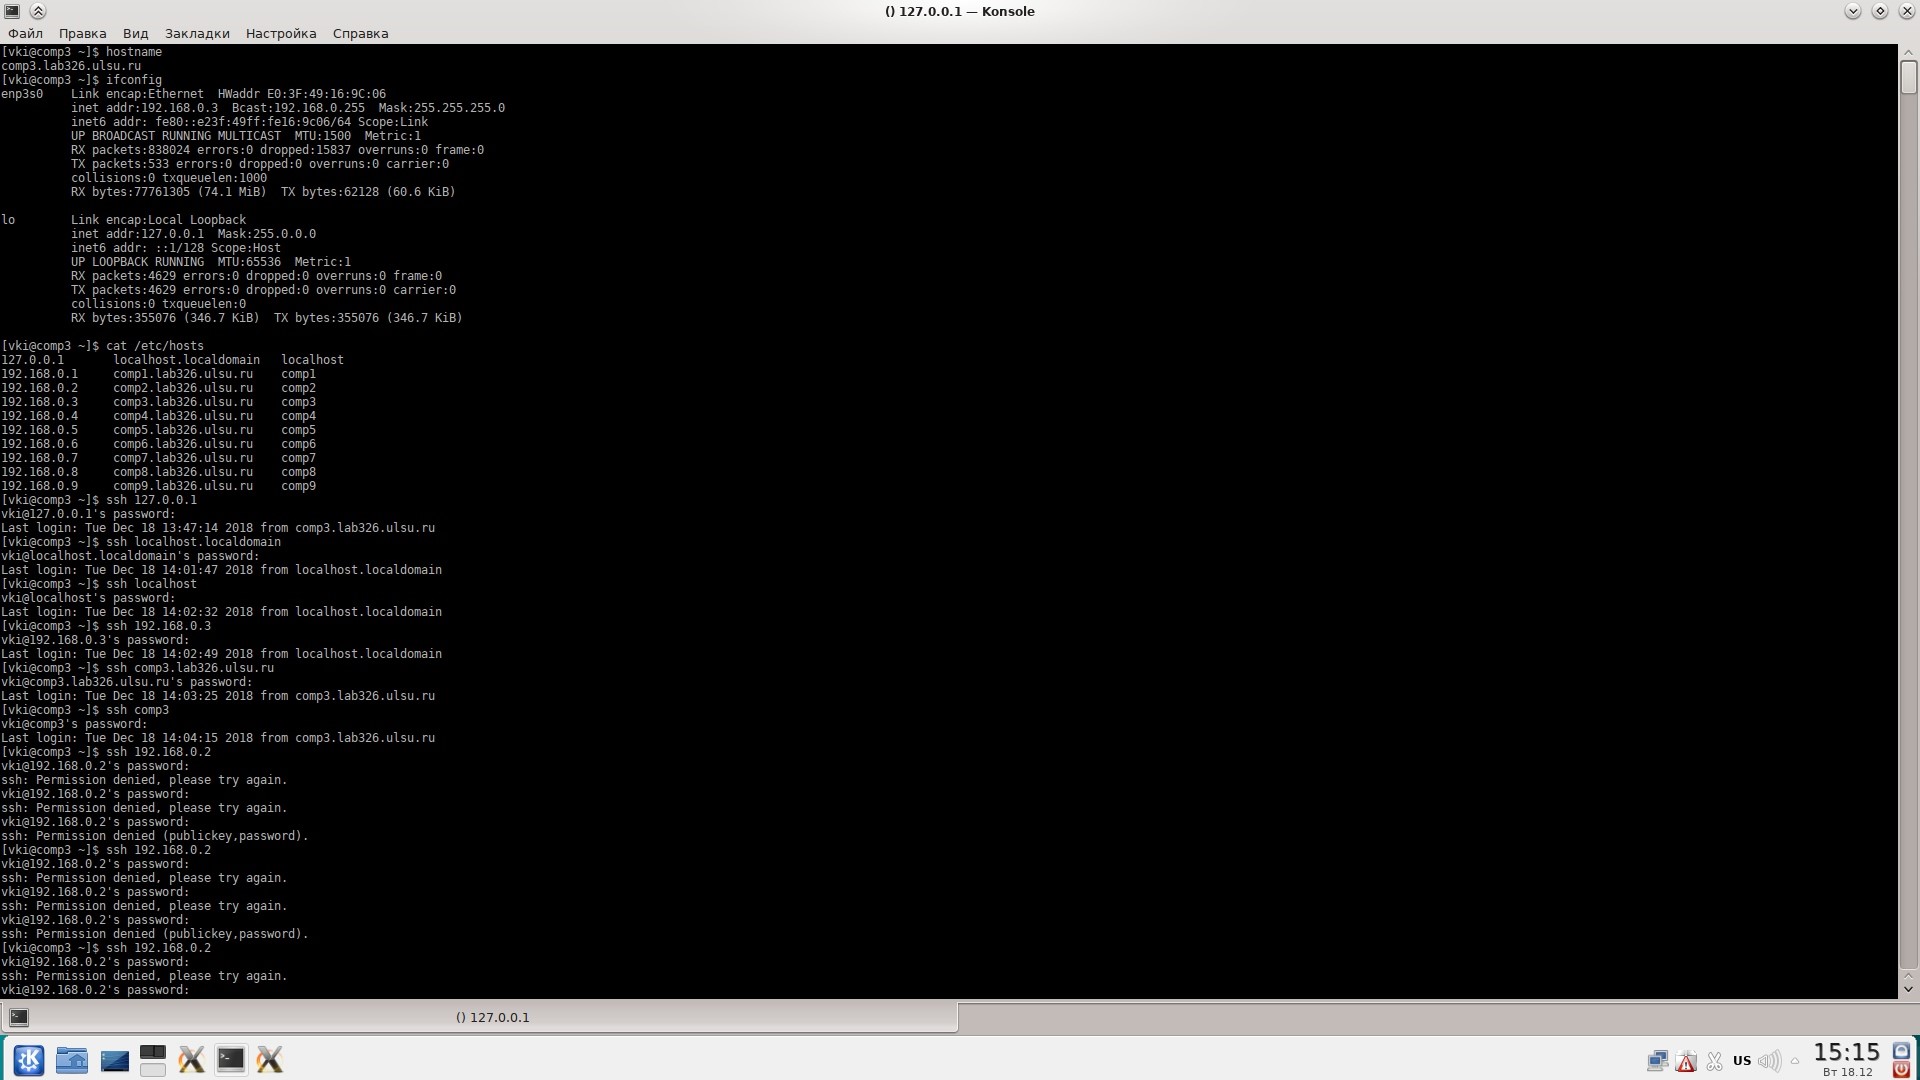 () 127.0.0.1 — Konsole
Файл Правка Вид Закладки Настройка Справка
[vki@comp3 ~]$ hostname
comp3.lab326.ulsu.ru
[vki@comp3 ~]$ ifconfig
enp3s0    Link encap:Ethernet  HWaddr E0:3F:49:16:9C:06
          inet addr:192.168.0.3  Bcast:192.168.0.255  Mask:255.255.255.0
          inet6 addr: fe80::e23f:49ff:fe16:9c06/64 Scope:Link
          UP BROADCAST RUNNING MULTICAST  MTU:1500  Metric:1
          RX packets:838024 errors:0 dropped:15837 overruns:0 frame:0
          TX packets:533 errors:0 dropped:0 overruns:0 carrier:0
          collisions:0 txqueuelen:1000
          RX bytes:77761305 (74.1 MiB)  TX bytes:62128 (60.6 KiB)
lo        Link encap:Local Loopback
          inet addr:127.0.0.1  Mask:255.0.0.0
          inet6 addr: ::1/128 Scope:Host
          UP LOOPBACK RUNNING  MTU:65536  Metric:1
          RX packets:4629 errors:0 dropped:0 overruns:0 frame:0
          TX packets:4629 errors:0 dropped:0 overruns:0 carrier:0
          collisions:0 txqueuelen:0
          RX bytes:355076 (346.7 KiB)  TX bytes:355076 (346.7 KiB)
[vki@comp3 ~]$ cat /etc/hosts
127.0.0.1       localhost.localdomain   localhost
192.168.0.1     comp1.lab326.ulsu.ru    comp1
192.168.0.2     comp2.lab326.ulsu.ru    comp2
192.168.0.3     comp3.lab326.ulsu.ru    comp3
192.168.0.4     comp4.lab326.ulsu.ru    comp4
192.168.0.5     comp5.lab326.ulsu.ru    comp5
192.168.0.6     comp6.lab326.ulsu.ru    comp6
192.168.0.7     comp7.lab326.ulsu.ru    comp7
192.168.0.8     comp8.lab326.ulsu.ru    comp8
192.168.0.9     comp9.lab326.ulsu.ru    comp9
[vki@comp3 ~]$ ssh 127.0.0.1
vki@127.0.0.1's password:
Last login: Tue Dec 18 13:47:14 2018 from comp3.lab326.ulsu.ru
[vki@comp3 ~]$ ssh localhost.localdomain
vki@localhost.localdomain's password:
Last login: Tue Dec 18 14:01:47 2018 from localhost.localdomain
[vki@comp3 ~]$ ssh localhost
vki@localhost's password:
Last login: Tue Dec 18 14:02:32 2018 from localhost.localdomain
[vki@comp3 ~]$ ssh 192.168.0.3
vki@192.168.0.3's password:
Last login: Tue Dec 18 14:02:49 2018 from localhost.localdomain
[vki@comp3 ~]$ ssh comp3.lab326.ulsu.ru
vki@comp3.lab326.ulsu.ru's password:
Last login: Tue Dec 18 14:03:25 2018 from comp3.lab326.ulsu.ru
[vki@comp3 ~]$ ssh comp3
vki@comp3's password:
Last login: Tue Dec 18 14:04:15 2018 from comp3.lab326.ulsu.ru
[vki@comp3 ~]$ ssh 192.168.0.2
vki@192.168.0.2's password:
ssh: Permission denied, please try again.
vki@192.168.0.2's password:
ssh: Permission denied, please try again.
vki@192.168.0.2's password:
ssh: Permission denied (publickey,password).
[vki@comp3 ~]$ ssh 192.168.0.2
vki@192.168.0.2's password:
ssh: Permission denied, please try again.
vki@192.168.0.2's password:
ssh: Permission denied, please try again.
vki@192.168.0.2's password:
ssh: Permission denied (publickey,password).
[vki@comp3 ~]$ ssh 192.168.0.2
vki@192.168.0.2's password:
ssh: Permission denied, please try again.
vki@192.168.0.2's password:
() 127.0.0.1
US 15:15
Вт 18.12